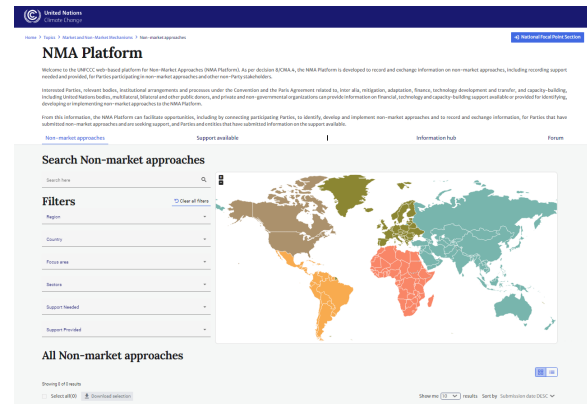 United Nations
Climate Change
Home > Topics > Market and Non-Market Mechanisms > Non-market approaches
National Focal Point Section
NMA Platform
Welcome to the UNFCCC web-based platform for Non-Market Approaches (NMA Platform). As per decision 8/CMA.4, the NMA Platform is developed to record and exchange information on non-market approaches, including recording support
needed and provided, for Parties participating in non-market approaches and other non-Party stakeholders.
Interested Parties, relevant bodies, institutional arrangements and processes under the Convention and the Paris Agreement related to, inter alia, mitigation, adaptation, finance, technology development and transfer, and capacity-building,
including United Nations bodies, multilateral, bilateral and other public donors, and private and non-governmental organizations can provide information on financial, technology and capacity-building support available or provided for identifying,
developing or implementing non-market approaches to the NMA Platform.
From this information, the NMA Platform can facilitate opportunities, including by connecting participating Parties, to identify, develop and implement non-market approaches and to record and exchange information, for Parties that have
submitted non-market approaches and are seeking support, and Parties and entities that have submitted information on the support available.
Non-market approaches
Support available
Information hub
Forum
Search Non-market approaches
Search here
Filters
Clear all filters
Region
Country
Focus area
Sectors
Support Needed
Support Provided
+
-
All Non-market approaches
Showing 0 of 0 results
Select all(00)
Download selection
Show me 10 results Sort by Submission date DESC